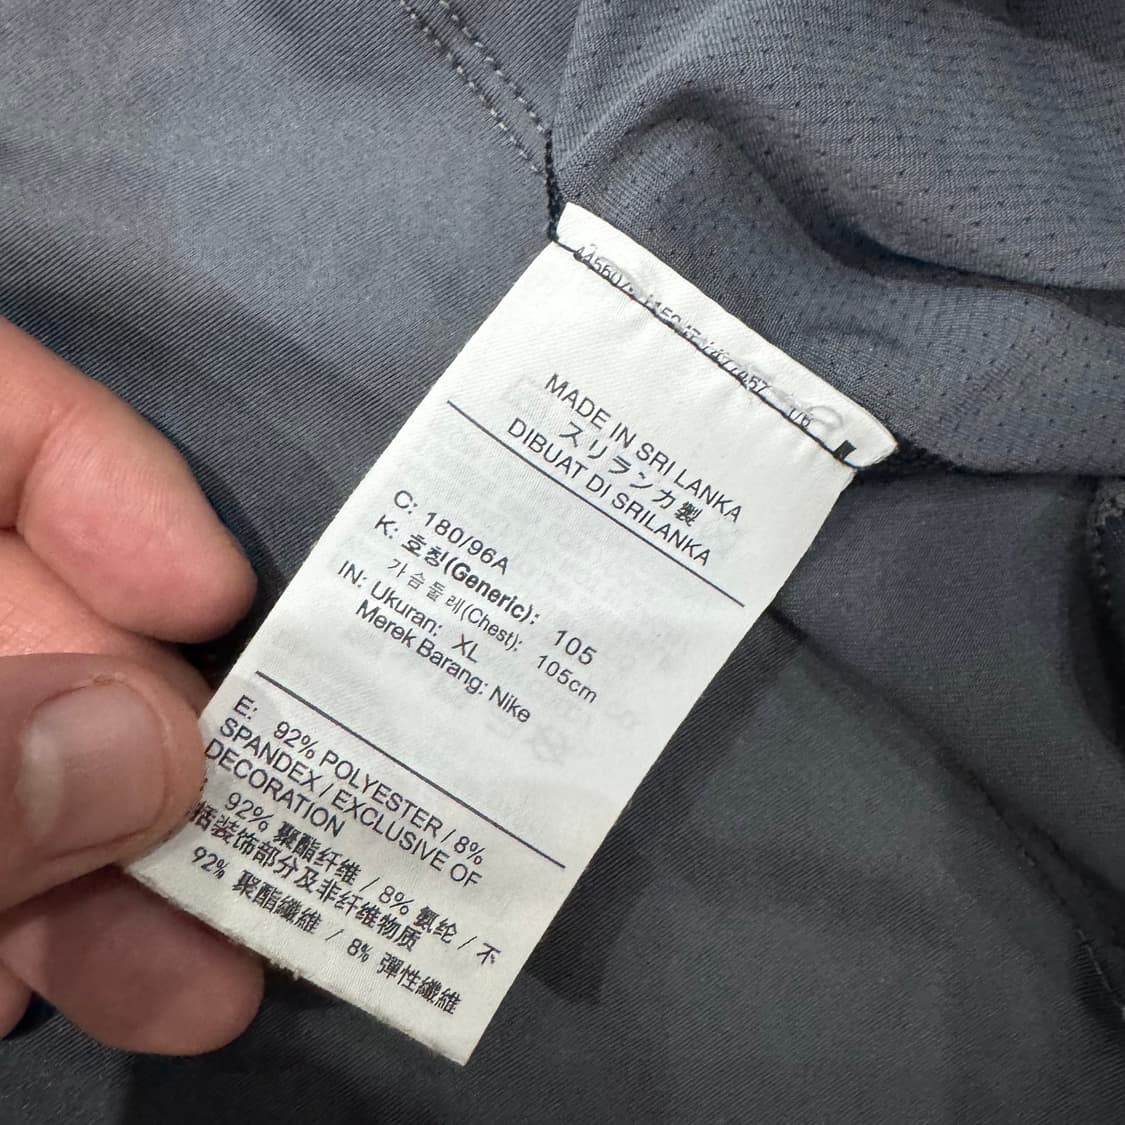 MADE IN SRI LANKA
スリランカ製
DIBUAT DI SRILANKA
C: 180/96A
K: 호칭(Generic): 105
가슴둘레(Chest): 105cm
IN: Ukuran: XL
Merek Barang: Nike
E: 92% POLYESTER / 8%
SPANDEX / EXCLUSIVE OF
DECORATION
92% 聚酯纤维 / 8% 氨纶 / 不
括装饰部分及非纤维物质
92% 聚酯纖維 / 8% 彈性纖維